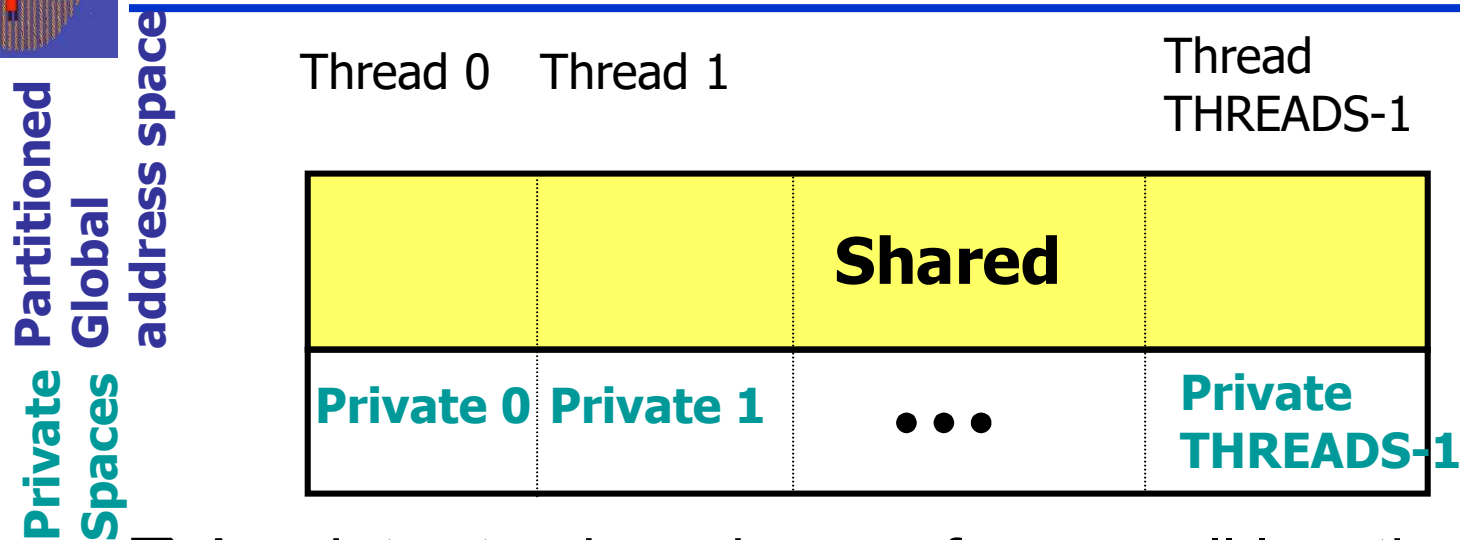 Partitioned
Global
address space
Private
Spaces
Thread 0 Thread 1
Thread
THREADS-1
Shared
Private 0 Private 1 •••
Private
THREADS-1